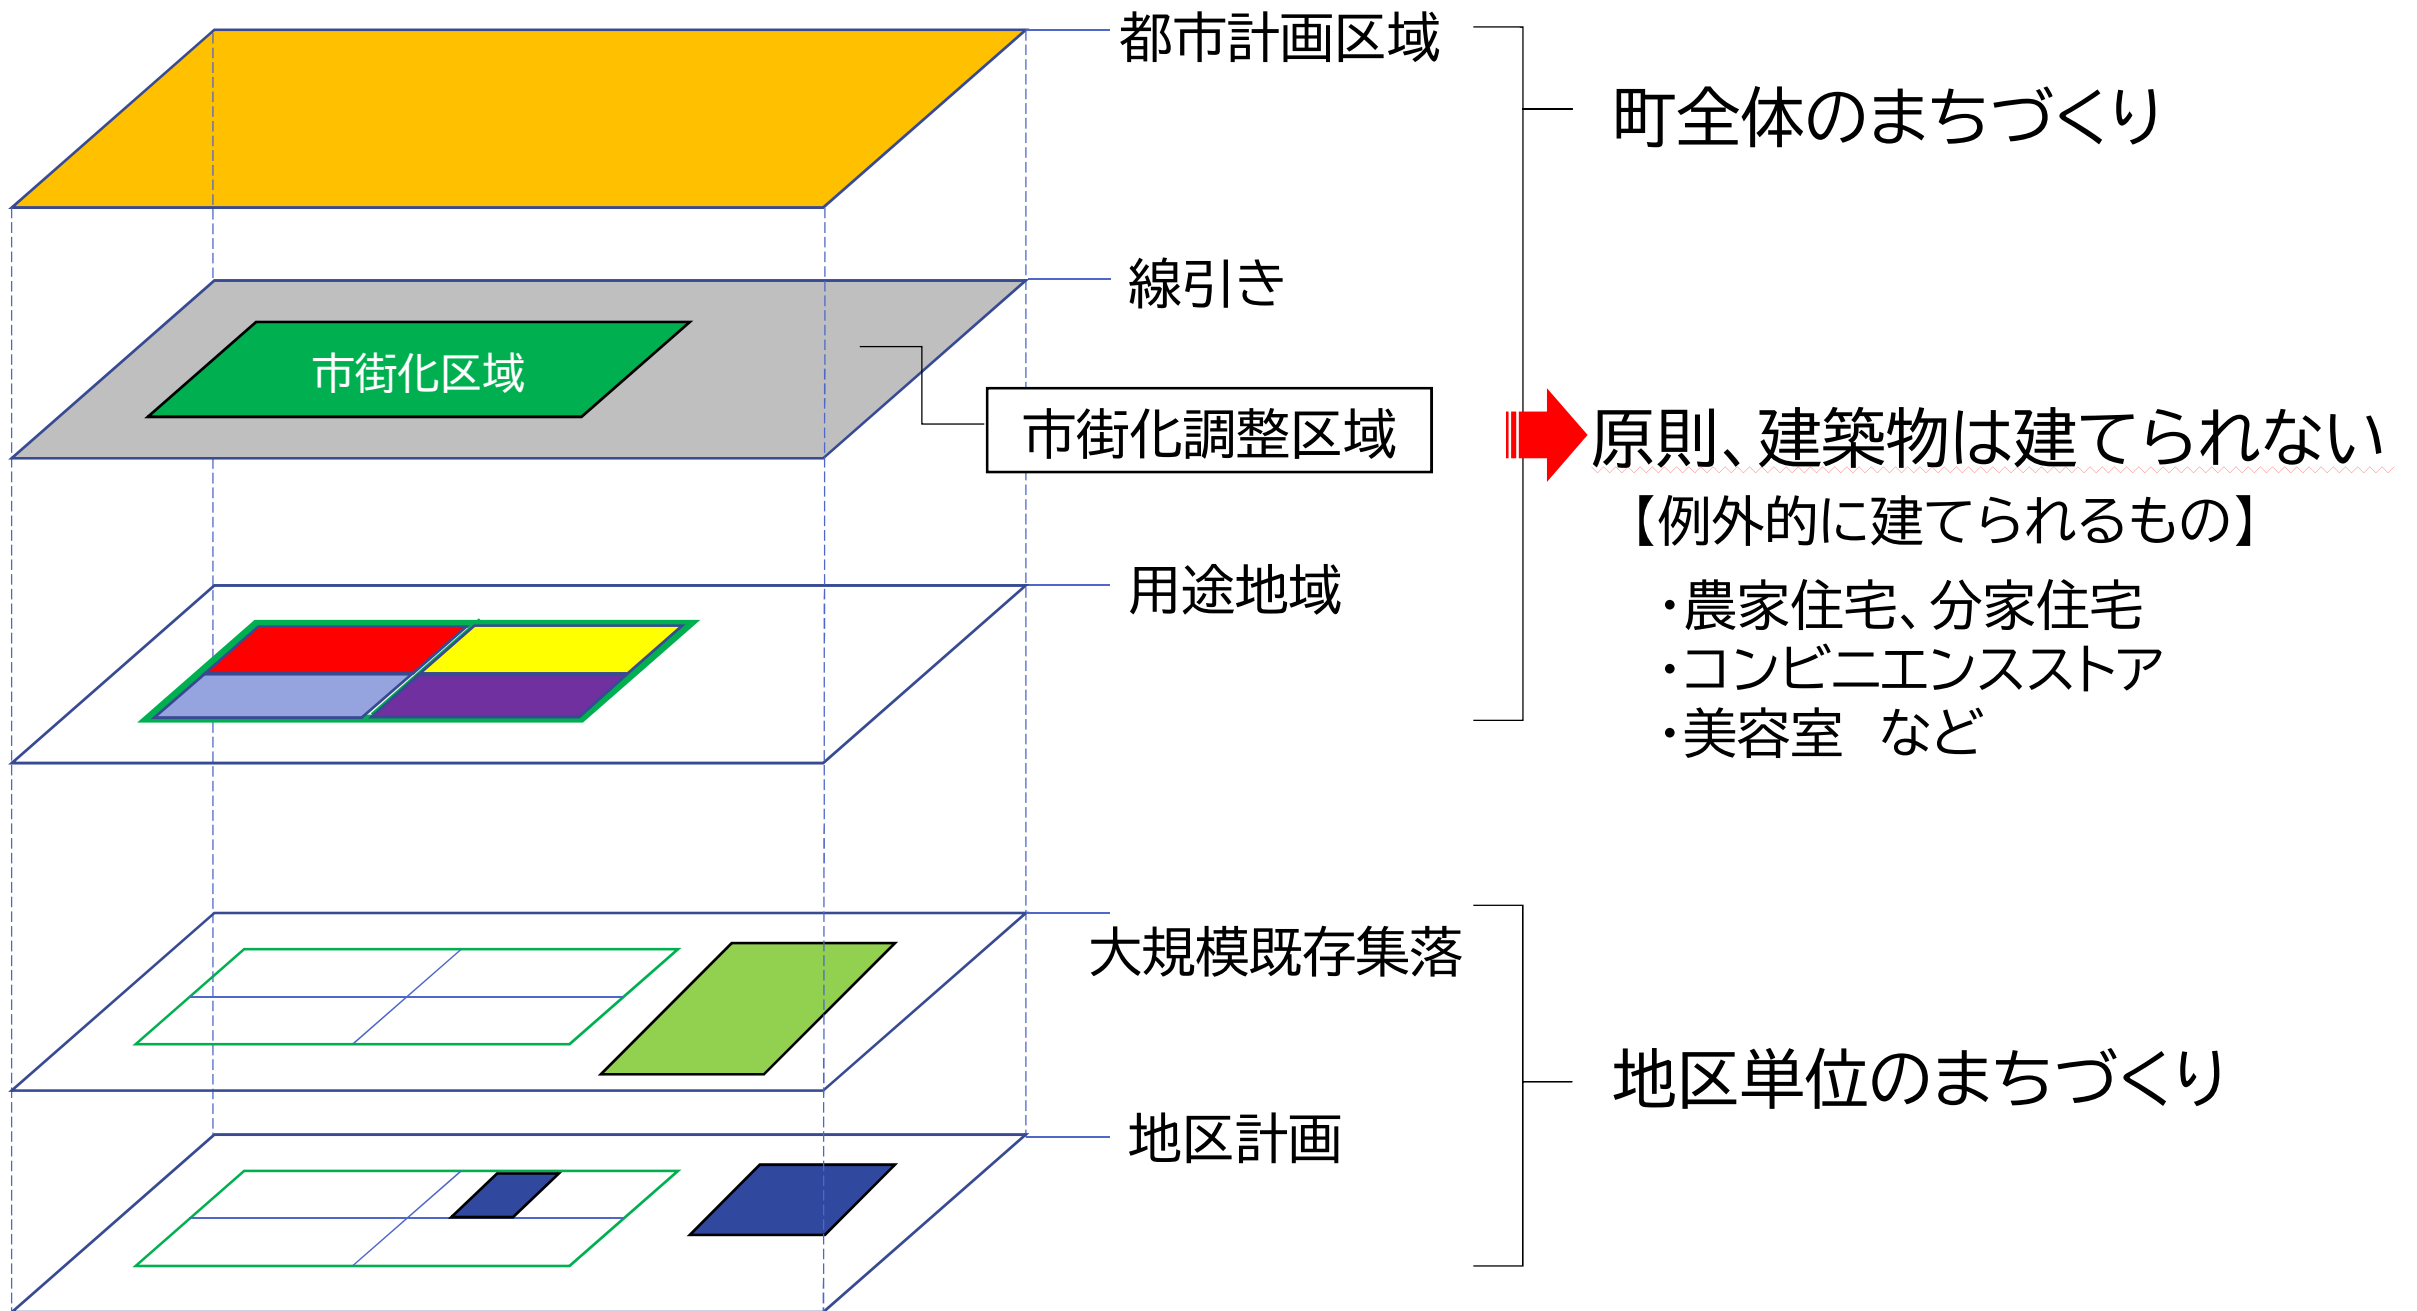 都市計画区域
町全体のまちづくり
線引き
市街化区域
市街化調整区域
原則、建築物は建てられない
【例外的に建てられるもの】
用途地域
・農家住宅、分家住宅
・コンビニエンスストア
・美容室　など
大規模既存集落
地区単位のまちづくり
地区計画